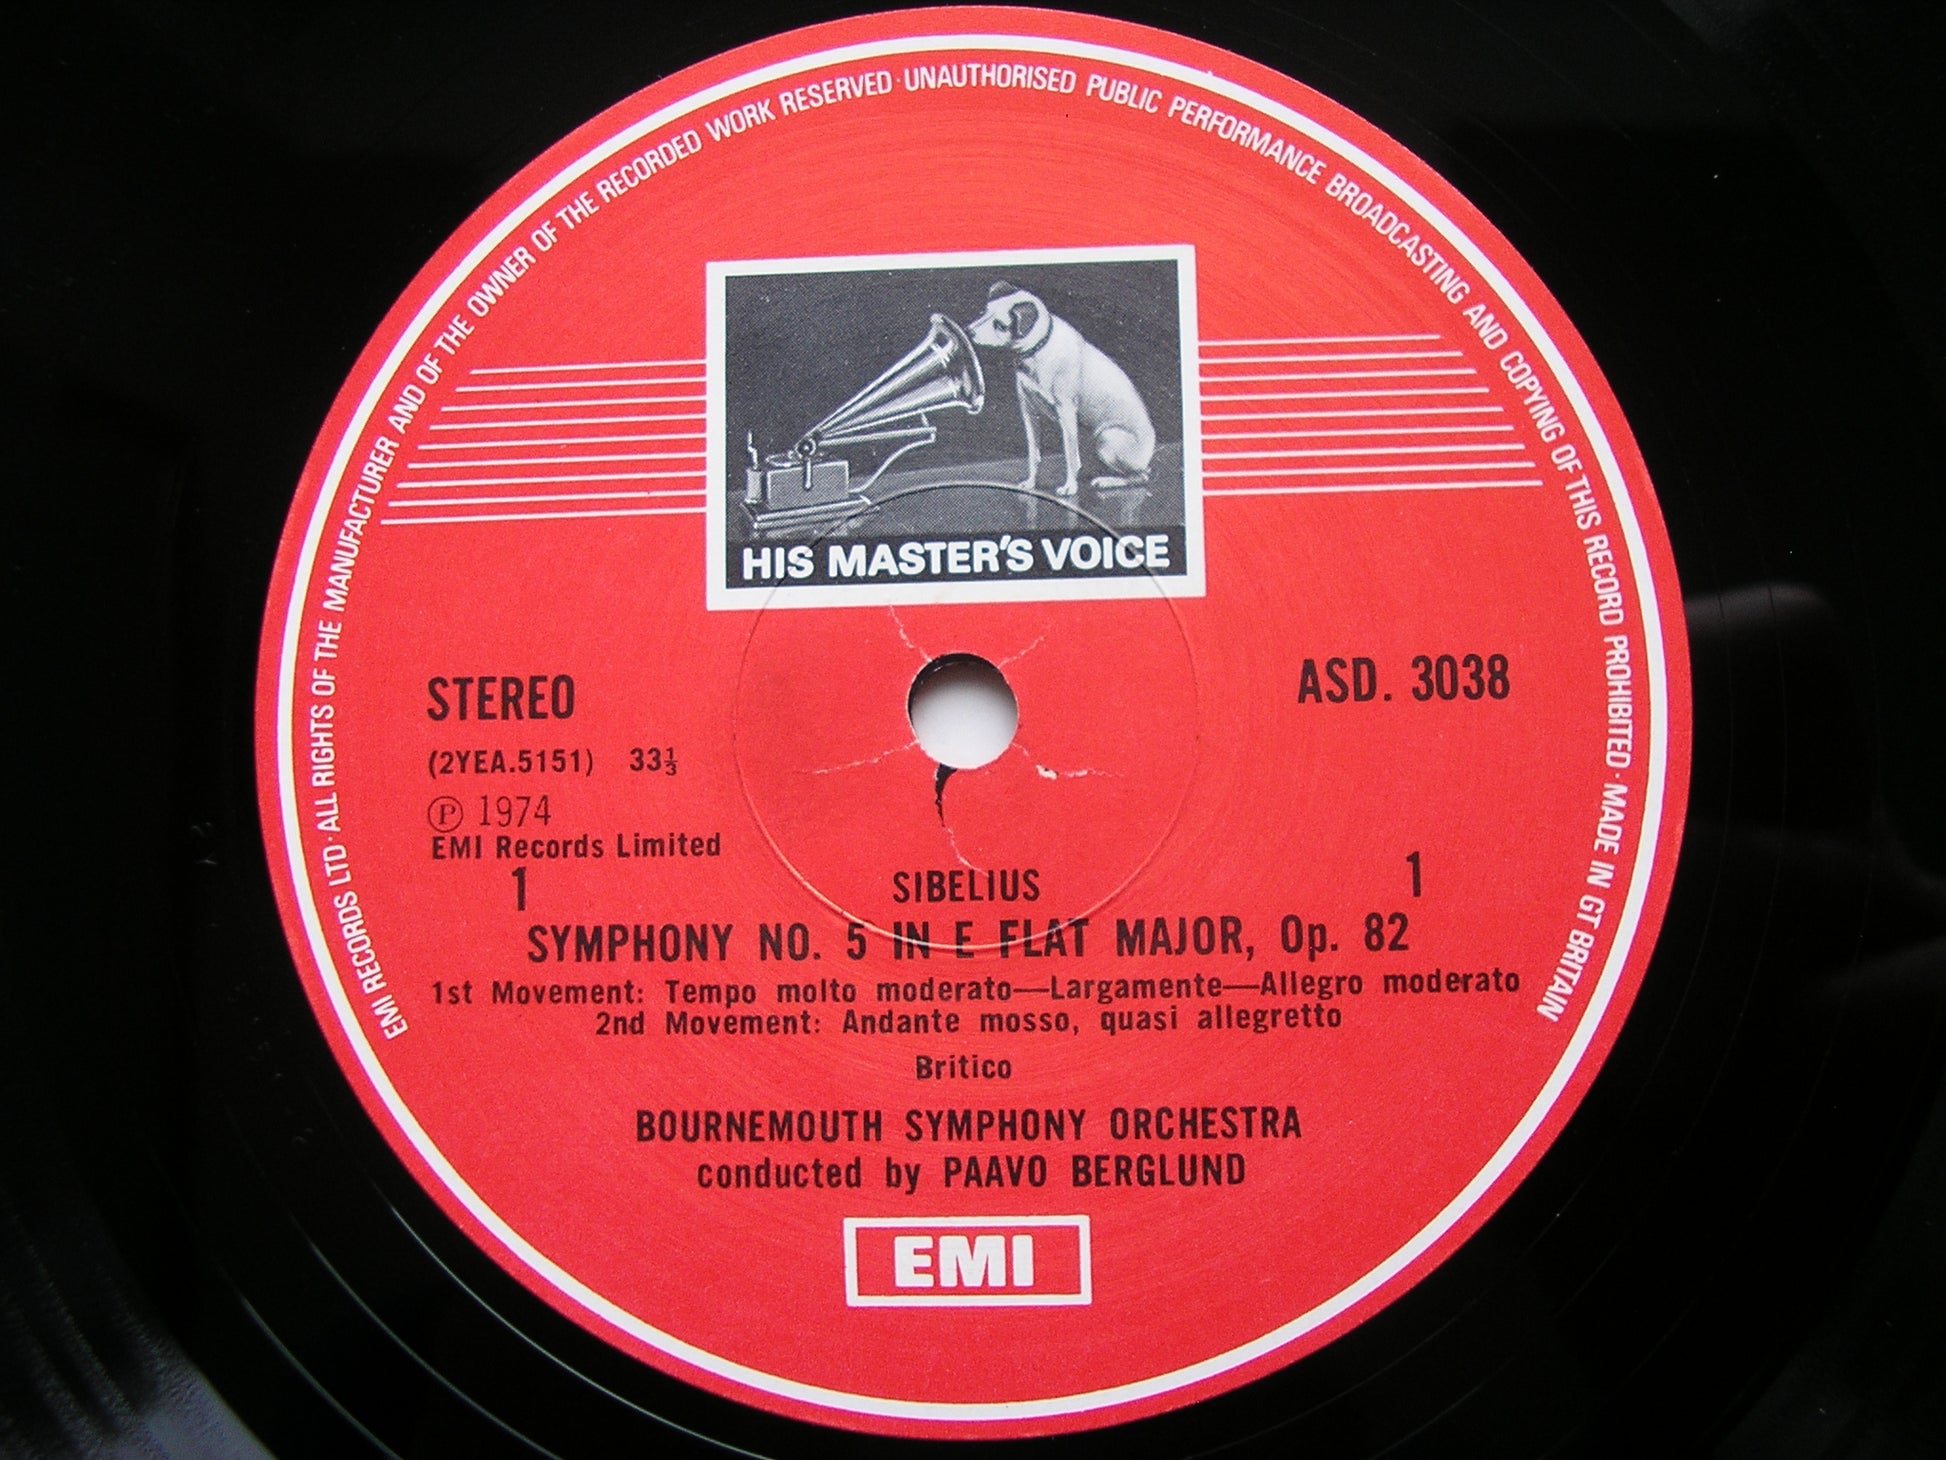 EMI RECORDS LTD · ALL RIGHTS OF THE MANUFACTURER AND OF THE OWNER OF THE RECORDED WORK RESERVED · UNAUTHORISED PUBLIC PERFORMANCE BROADCASTING AND COPYING OF THIS RECORD PROHIBITED · MADE IN GT BRITAIN
HIS MASTER'S VOICE
STEREO
ASD. 3038
(2YEA.5151) 33⅓
Ⓟ 1974
EMI Records Limited
1 SIBELIUS 1
SYMPHONY NO. 5 IN E FLAT MAJOR, Op. 82
1st Movement: Tempo molto moderato—Largamente—Allegro moderato
2nd Movement: Andante mosso, quasi allegretto
Britico
BOURNEMOUTH SYMPHONY ORCHESTRA
conducted by PAAVO BERGLUND
EMI